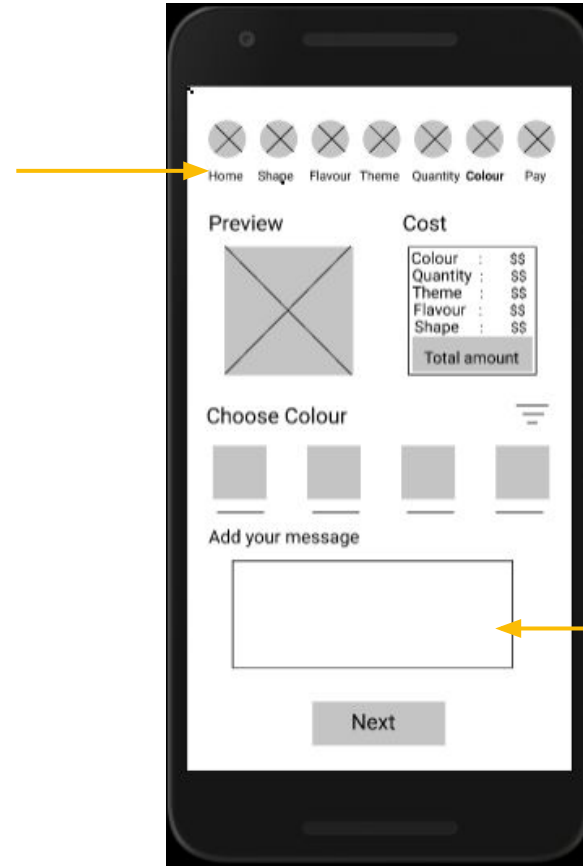 Home Shape Flavour Theme Quantity Colour Pay
Preview
Cost
Colour : $$
Quantity : $$
Theme : $$
Flavour : $$
Shape : $$
Total amount
Choose Colour
Add your message
Next